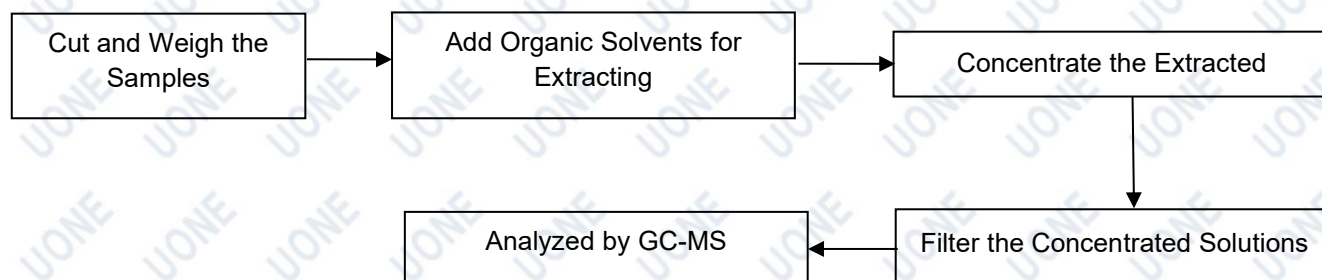 Cut and Weigh the
Samples
Add Organic Solvents for
Extracting
Concentrate the Extracted
Filter the Concentrated Solutions
Analyzed by GC-MS
UONE